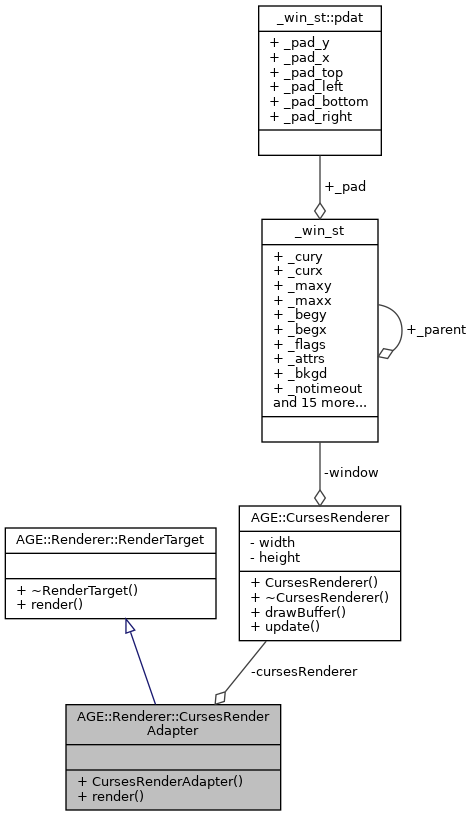 _win_st::pdat
+ _pad_y
+ _pad_x
+ _pad_top
+ _pad_left
+ _pad_bottom
+ _pad_right
+_pad
_win_st
+ _cury
+ _curx
+ _maxy
+ _maxx
+ _begy
+ _begx
+ _flags
+ _attrs
+ _bkgd
+ _notimeout
and 15 more...
+_parent
-window
AGE::CursesRenderer
- width
- height
+ CursesRenderer()
+ ~CursesRenderer()
+ drawBuffer()
+ update()
AGE::Renderer::RenderTarget
+ ~RenderTarget()
+ render()
-cursesRenderer
AGE::Renderer::CursesRender
Adapter
+ CursesRenderAdapter()
+ render()